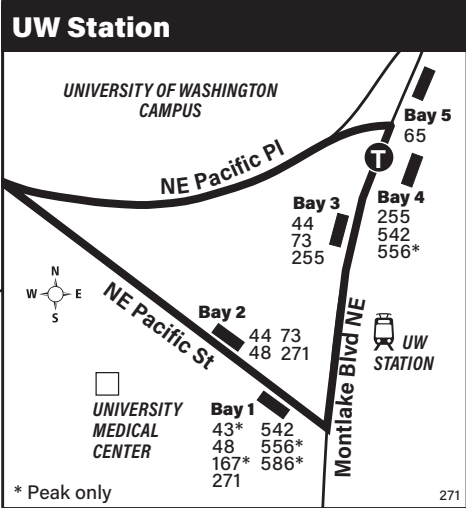 UW Station
UNIVERSITY OF WASHINGTON
CAMPUS
Bay 5
65
NE Pacific Pl
T
Bay 3
44
73
255
Bay 4
255
542
556*
N
W E
S
NE Pacific St
Bay 2
44 73
48 271
Montlake Blvd NE
UW
STATION
UNIVERSITY
MEDICAL
CENTER
Bay 1
43* 542
48 556*
167* 586*
271
* Peak only
271